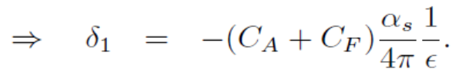 ⇒ δ₁ = −(C_A + C_F) α_s/4π 1/ϵ.